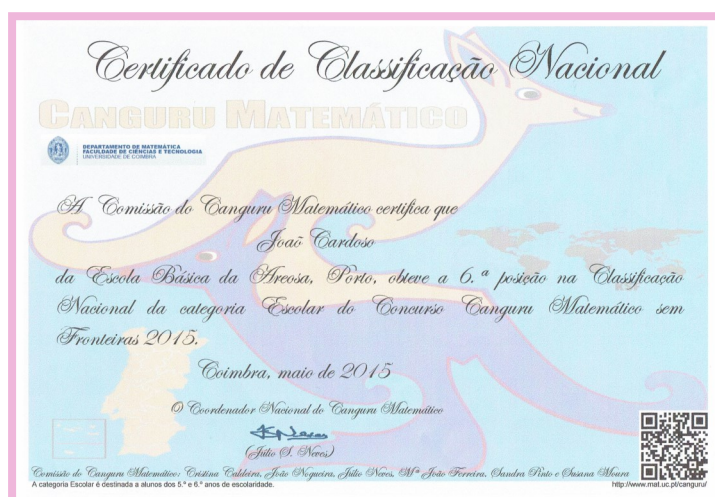 Certificado de Classificação Nacional
CANGURU MATEMÁTICO
DEPARTAMENTO DE MATEMÁTICA
FACULDADE DE CIÊNCIAS E TECNOLOGIA
UNIVERSIDADE DE COIMBRA
A Comissão do Canguru Matemático certifica que
Joaõ Cardoso
da Escola Básica da Areosa, Porto, obteve a 6.ª posição na Classificação
Nacional da categoria Escolar do Concurso Canguru Matemático sem
Fronteiras 2015.
Coimbra, maio de 2015
O Coordenador Nacional do Canguru Matemático
(Júlio S. Neves)
Comissão do Canguru Matemático: Cristina Caldeira, João Nogueira, Júlio Neves, Mª João Ferreira, Sandra Pinto e Susana Moura
A categoria Escolar é destinada a alunos dos 5.º e 6.º anos de escolaridade.
http://www.mat.uc.pt/canguru/